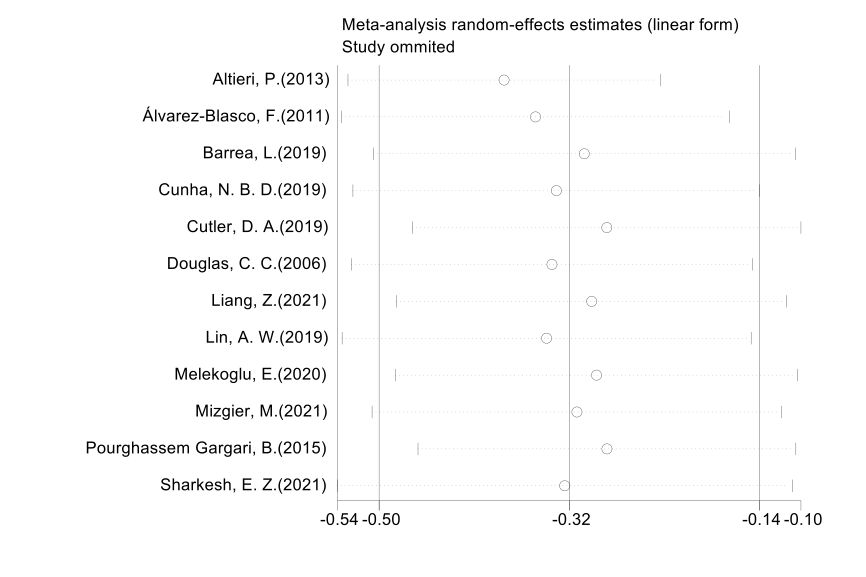 Meta-analysis random-effects estimates (linear form)
Study ommited
Altieri, P.(2013)
Álvarez-Blasco, F.(2011)
Barrea, L.(2019)
Cunha, N. B. D.(2019)
Cutler, D. A.(2019)
Douglas, C. C.(2006)
Liang, Z.(2021)
Lin, A. W.(2019)
Melekoglu, E.(2020)
Mizgier, M.(2021)
Pourghassem Gargari, B.(2015)
Sharkesh, E. Z.(2021)
-0.54 -0.50 -0.32 -0.14 -0.10